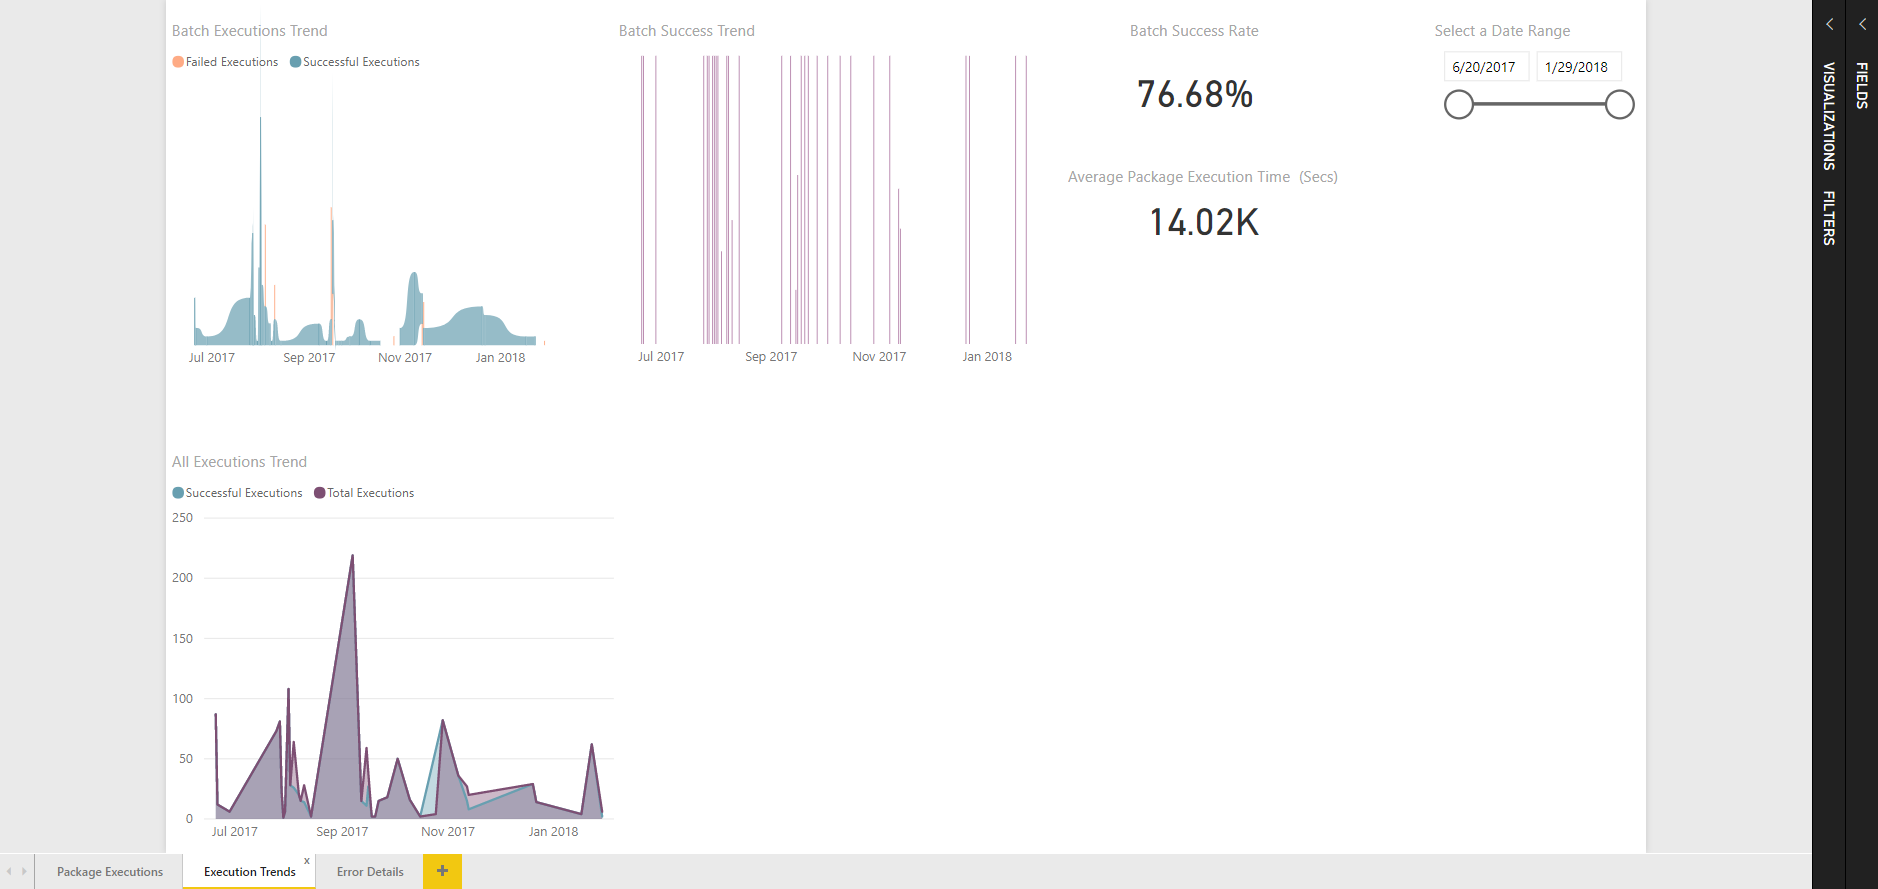 Batch Executions Trend
Failed Executions Successful Executions
Jul 2017 Sep 2017 Nov 2017 Jan 2018
Batch Success Trend
Jul 2017 Sep 2017 Nov 2017 Jan 2018
Batch Success Rate
76.68%
Average Package Execution Time (Secs)
14.02K
Select a Date Range
6/20/2017 1/29/2018
VISUALIZATIONS
FILTERS
FIELDS
All Executions Trend
Successful Executions Total Executions
250
200
150
100
50
0
Jul 2017 Sep 2017 Nov 2017 Jan 2018
Package Executions Execution Trends x Error Details +